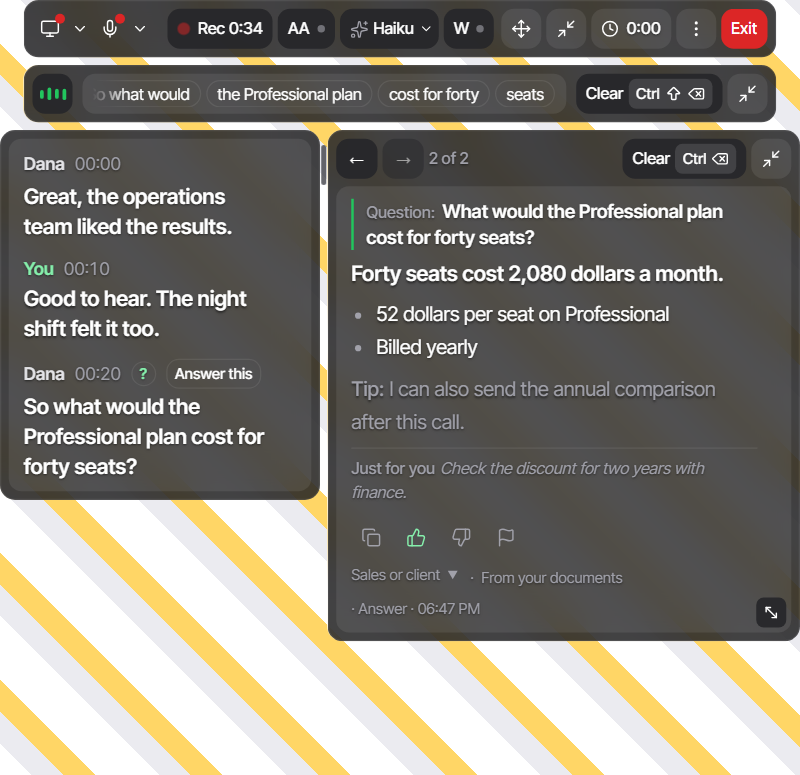 Rec 0:34 AA Haiku W 0:00 Exit
o what would the Professional plan cost for forty seats Clear Ctrl
Dana 00:00
Great, the operations
team liked the results.
You 00:10
Good to hear. The night
shift felt it too.
Dana 00:20 ? Answer this
So what would the
Professional plan cost for
forty seats?
← → 2 of 2 Clear Ctrl
Question: What would the Professional plan
cost for forty seats?
Forty seats cost 2,080 dollars a month.
• 52 dollars per seat on Professional
• Billed yearly
Tip: I can also send the annual comparison
after this call.
Just for you Check the discount for two years with
finance.
Sales or client ▼ · From your documents
· Answer · 06:47 PM